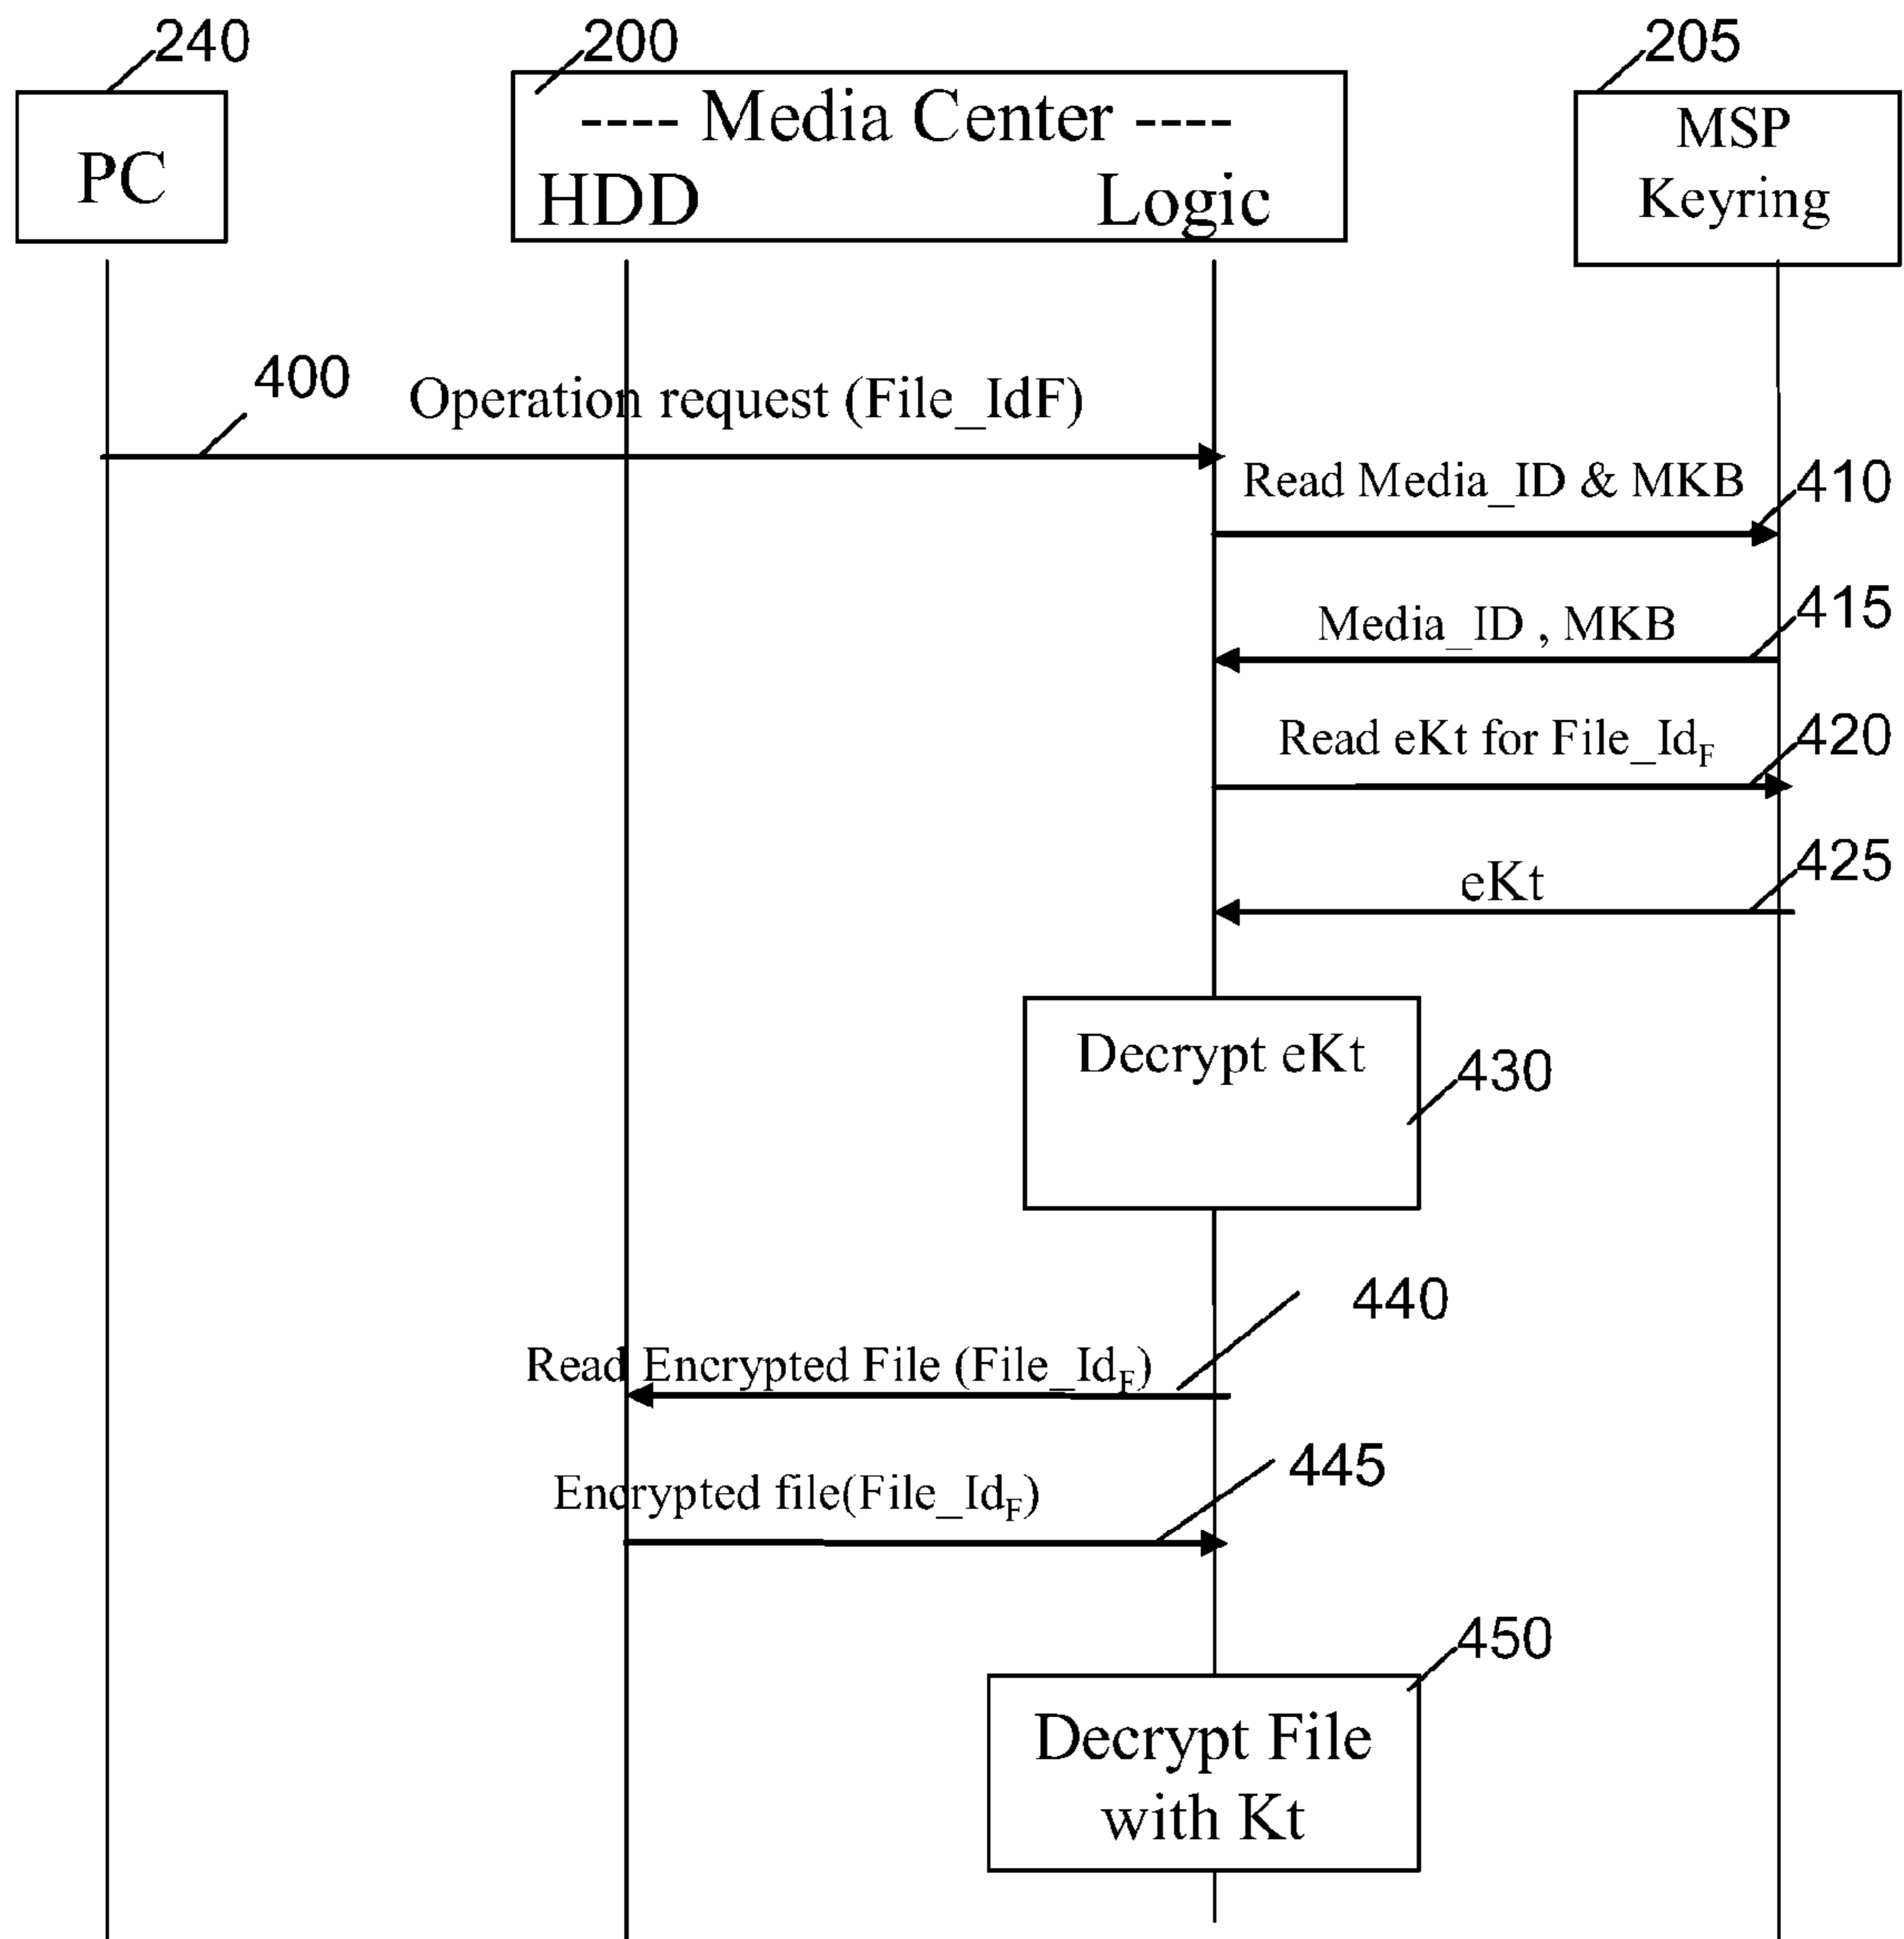 240
200
205
PC
---- Media Center ----
HDD Logic
MSP
Keyring
400
Operation request (File_IdF)
Read Media_ID & MKB
410
415
Media_ID , MKB
Read eKt for File_IdF
420
425
eKt
Decrypt eKt
430
440
Read Encrypted File (File_IdF)
445
Encrypted file(File_IdF)
450
Decrypt File
with Kt